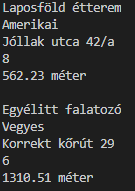 Laposföld étterem
Amerikai
Jóllak utca 42/a
8
562.23 méter
Egyélitt falatozó
Vegyes
Korrekt kőrút 29
6
1310.51 méter